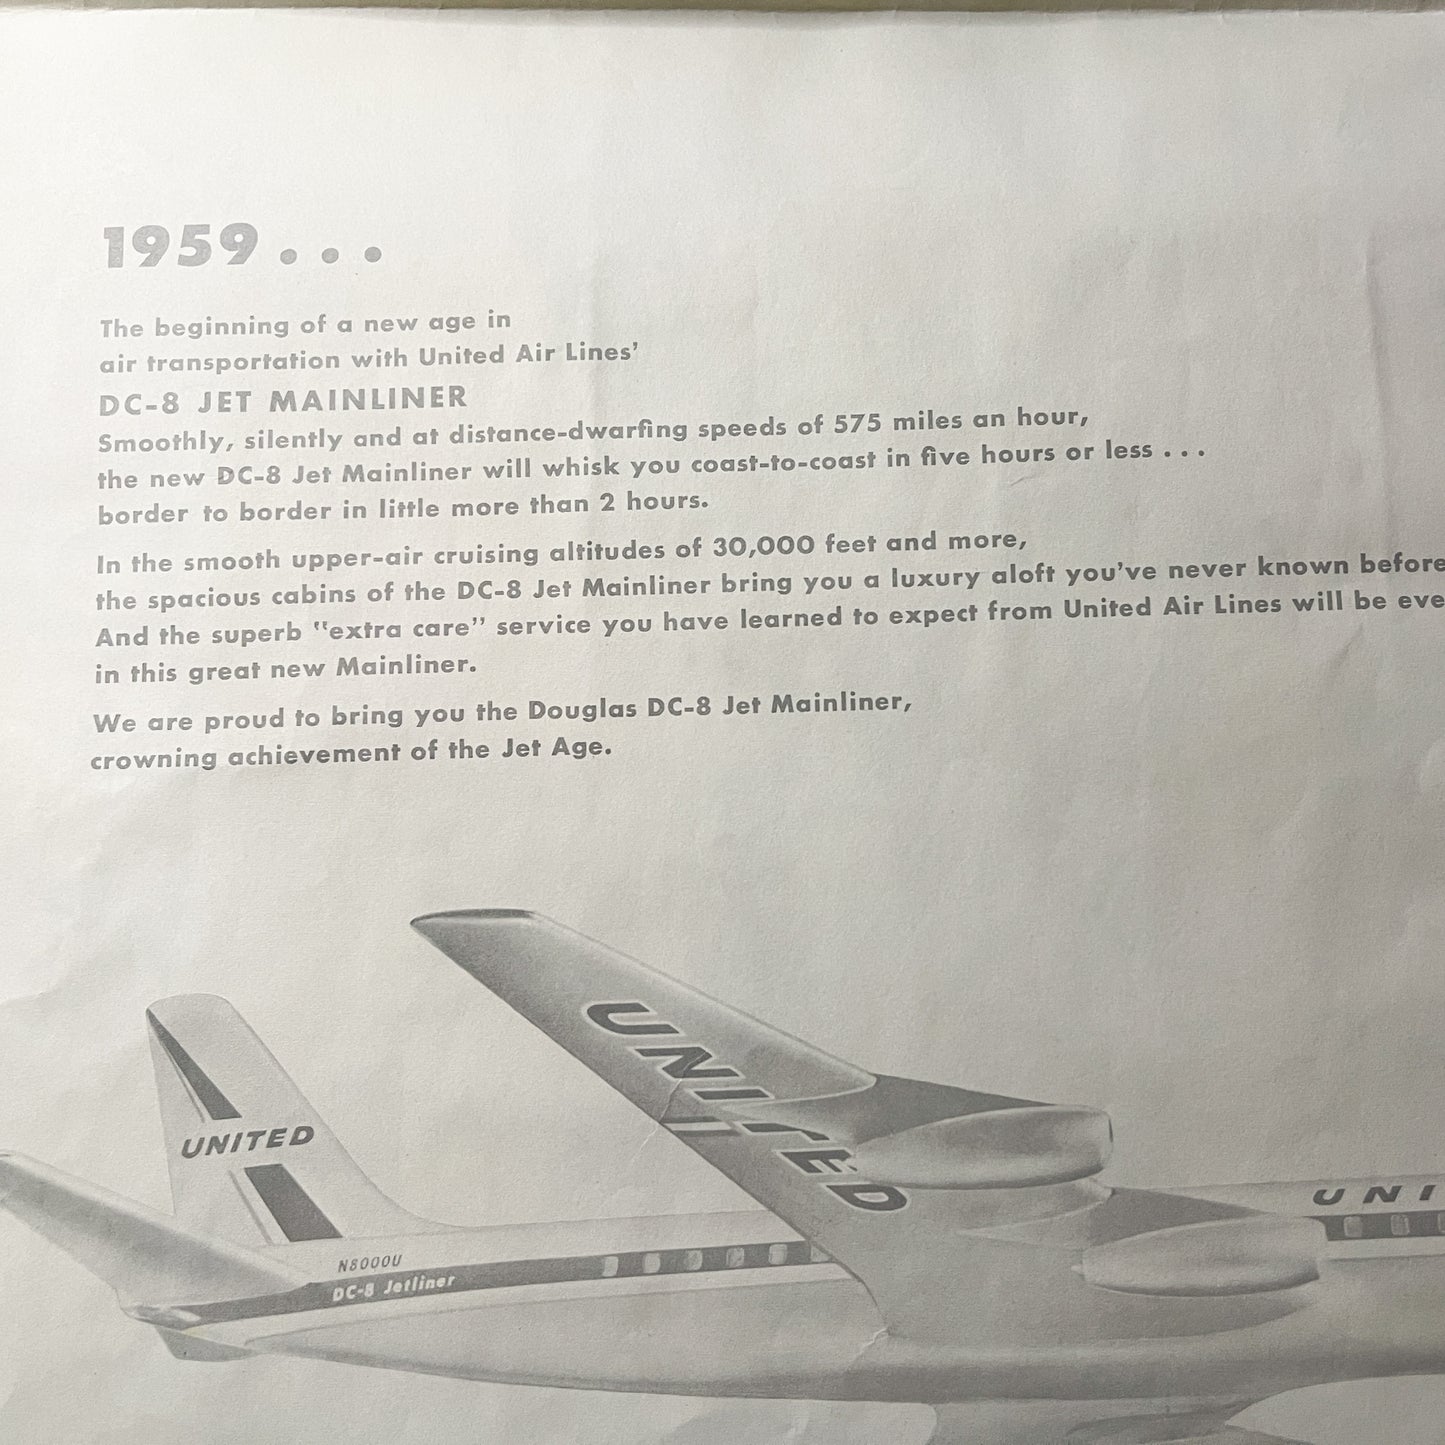 1959...
The beginning of a new age in
air transportation with United Air Lines’
DC-8 JET MAINLINER
Smoothly, silently and at distance-dwarfing speeds of 575 miles an hour,
the new DC-8 Jet Mainliner will whisk you coast-to-coast in five hours or less...
border to border in little more than 2 hours.
In the smooth upper-air cruising altitudes of 30,000 feet and more,
the spacious cabins of the DC-8 Jet Mainliner bring you a luxury aloft you’ve never known before
And the superb “extra care” service you have learned to expect from United Air Lines will be eve
in this great new Mainliner.
We are proud to bring you the Douglas DC-8 Jet Mainliner,
crowning achievement of the Jet Age.
UNITED
UNITED
UNI
N8000U
DC-8 Jetliner